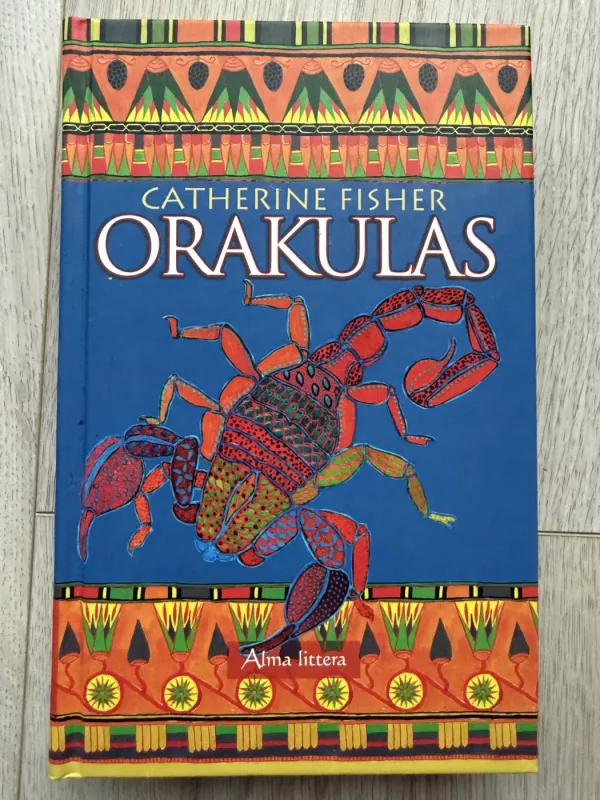 CATHERINE FISHER
ORAKULAS
Alma littera